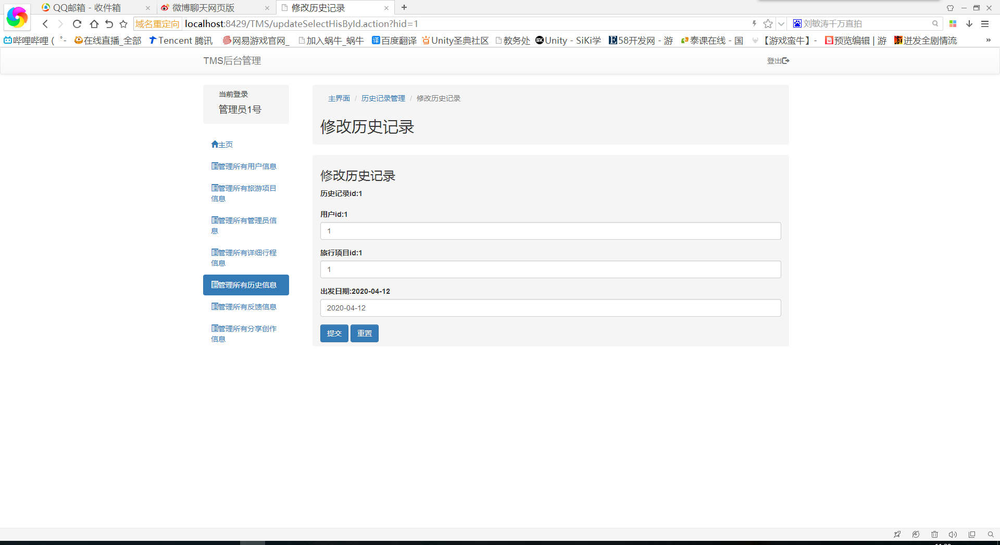 QQ邮箱 - 收件箱
微博聊天网页版
修改历史记录
域名重定向 localhost:8429/TMS/updateSelectHisById.action?hid=1
刘敏涛千万直拍
哔哩哔哩 ( ゜- 在线直播_全部 Tencent 腾讯 网易游戏官网_ 加入蜗牛_蜗牛 百度翻译 Unity圣典社区 教务处 Unity - SiKi学 58开发网 - 游 泰课在线 - 国 【游戏蛮牛】 - 预览编辑 | 游 迸发全剧情流 »
TMS后台管理
登出
当前登录
管理员1号
主页
管理所有用户信息
管理所有旅游项目
信息
管理所有管理员信
息
管理所有详细行程
信息
管理所有历史信息
管理所有反馈信息
管理所有分享创作
信息
主界面 / 历史记录管理 / 修改历史记录
修改历史记录
修改历史记录
历史记录id:1
用户id:1
1
旅行项目id:1
1
出发日期:2020-04-12
2020-04-12
提交 重置